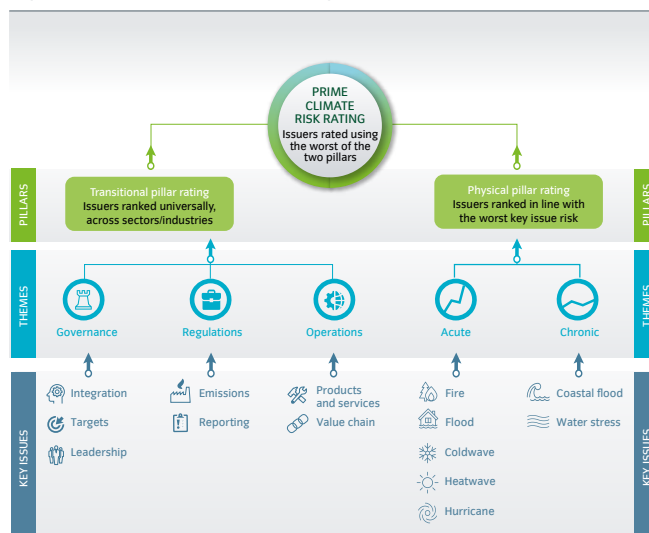 PRIME
CLIMATE
RISK RATING
Issuers rated using
the worst of the
two pillars
PILLARS
Transitional pillar rating
Issuers ranked universally,
across sectors/industries
Physical pillar rating
Issuers ranked in line with
the worst key issue risk
PILLARS
THEMES
Governance
Regulations
Operations
Acute
Chronic
THEMES
KEY ISSUES
Integration
Targets
Leadership
Emissions
Reporting
Products
and services
Value chain
Fire
Flood
Coldwave
Heatwave
Hurricane
Coastal flood
Water stress
KEY ISSUES